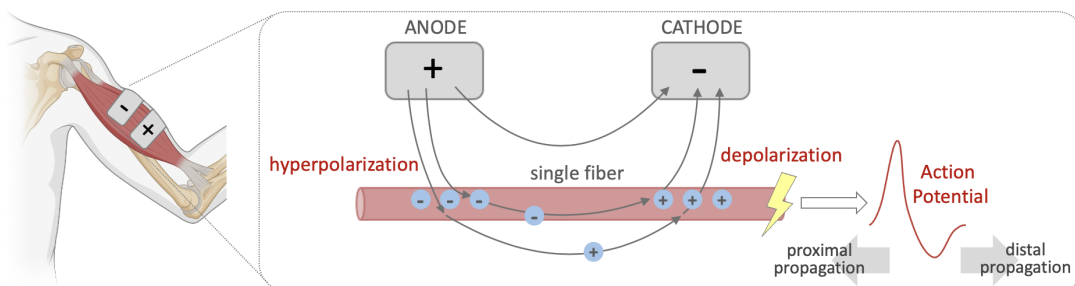 ANODE
CATHODE
+
-
-
+
hyperpolarization
single fiber
depolarization
Action
Potential
- - - + + +
-
+
proximal
propagation
distal
propagation